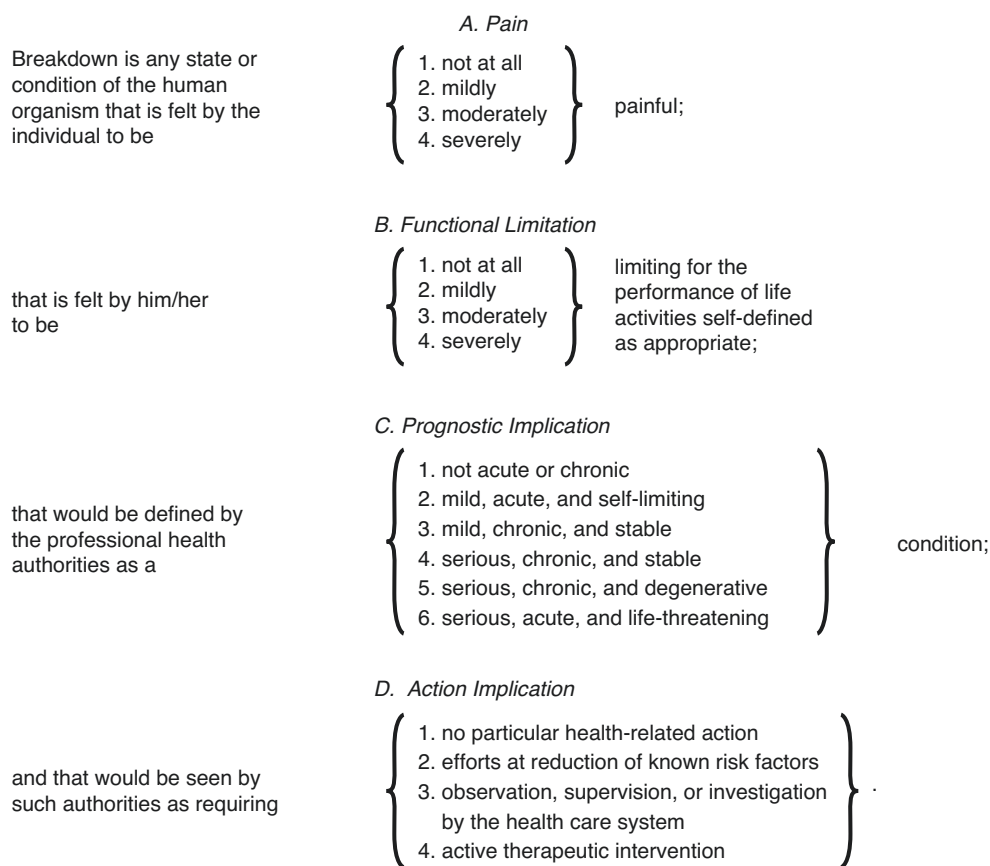 A. Pain
Breakdown is any state or
condition of the human
organism that is felt by the
individual to be
1. not at all
2. mildly
3. moderately
4. severely
painful;
B. Functional Limitation
that is felt by him/her
to be
1. not at all
2. mildly
3. moderately
4. severely
limiting for the
performance of life
activities self-defined
as appropriate;
C. Prognostic Implication
that would be defined by
the professional health
authorities as a
1. not acute or chronic
2. mild, acute, and self-limiting
3. mild, chronic, and stable
4. serious, chronic, and stable
5. serious, chronic, and degenerative
6. serious, acute, and life-threatening
condition;
D. Action Implication
and that would be seen by
such authorities as requiring
1. no particular health-related action
2. efforts at reduction of known risk factors
3. observation, supervision, or investigation
by the health care system
4. active therapeutic intervention
.